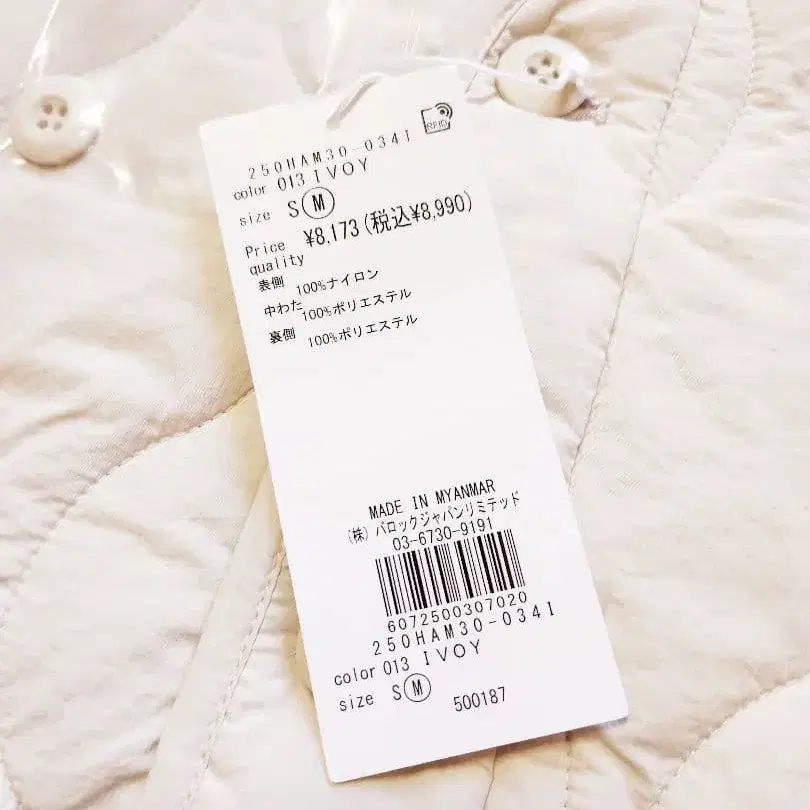 RFID
250HAM30-034I
color 013 IVOY
size S M
Price ¥8,173(税込¥8,990)
quality
表側 100%ナイロン
中わた 100%ポリエステル
裏側 100%ポリエステル
MADE IN MYANMAR
(株) バロックジャパンリミテッド
03-6730-9191
6072500307020
250HAM30-034I
color 013 IVOY
size S M
500187